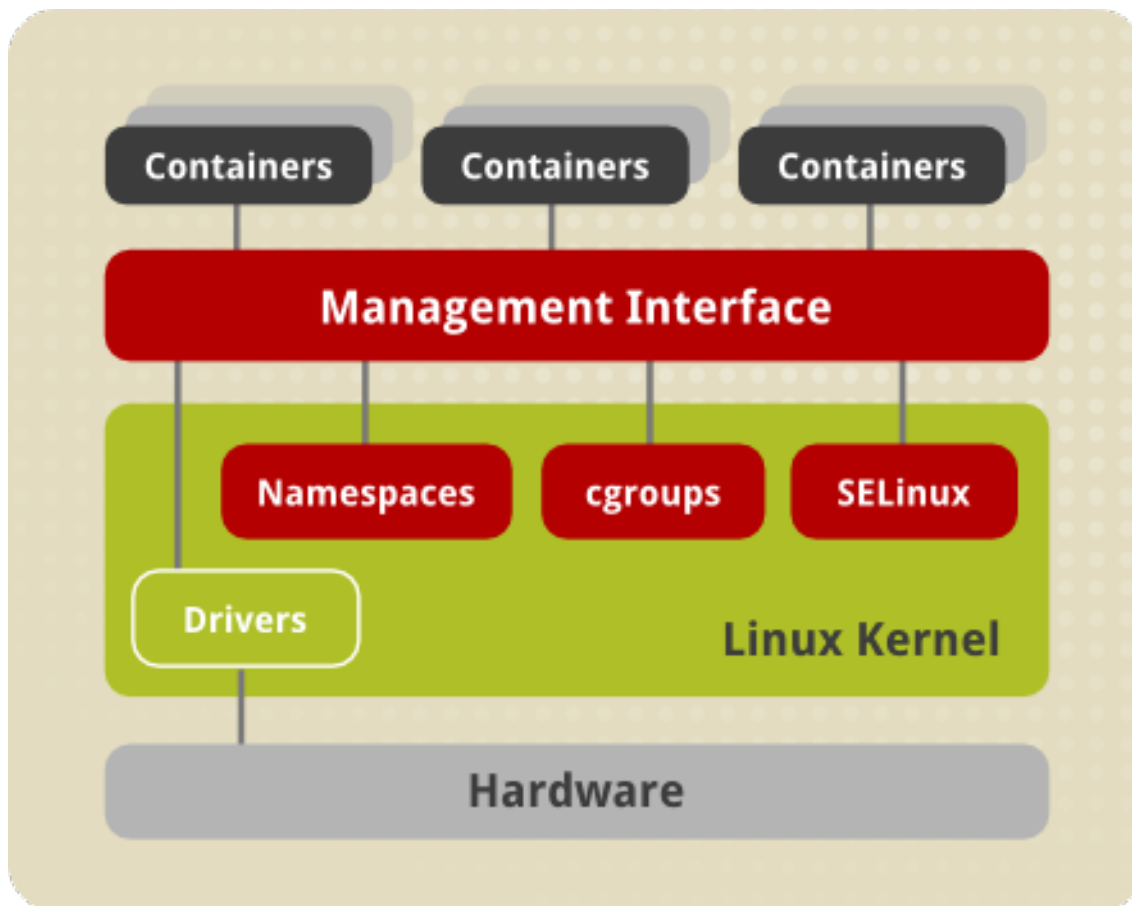 Containers
Containers
Containers
Management Interface
Namespaces
cgroups
SELinux
Drivers
Linux Kernel
Hardware